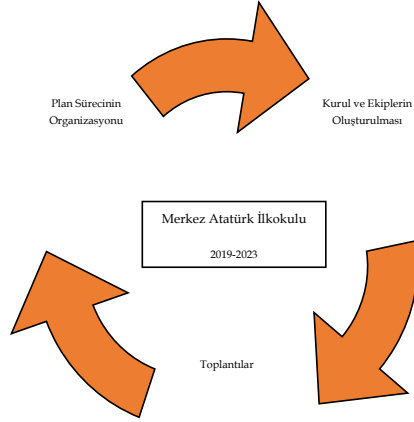 Plan Sürecinin
Organizasyonu
Kurul ve Ekiplerin
Oluşturulması
Merkez Atatürk İlkokulu
2019-2023
Toplantılar